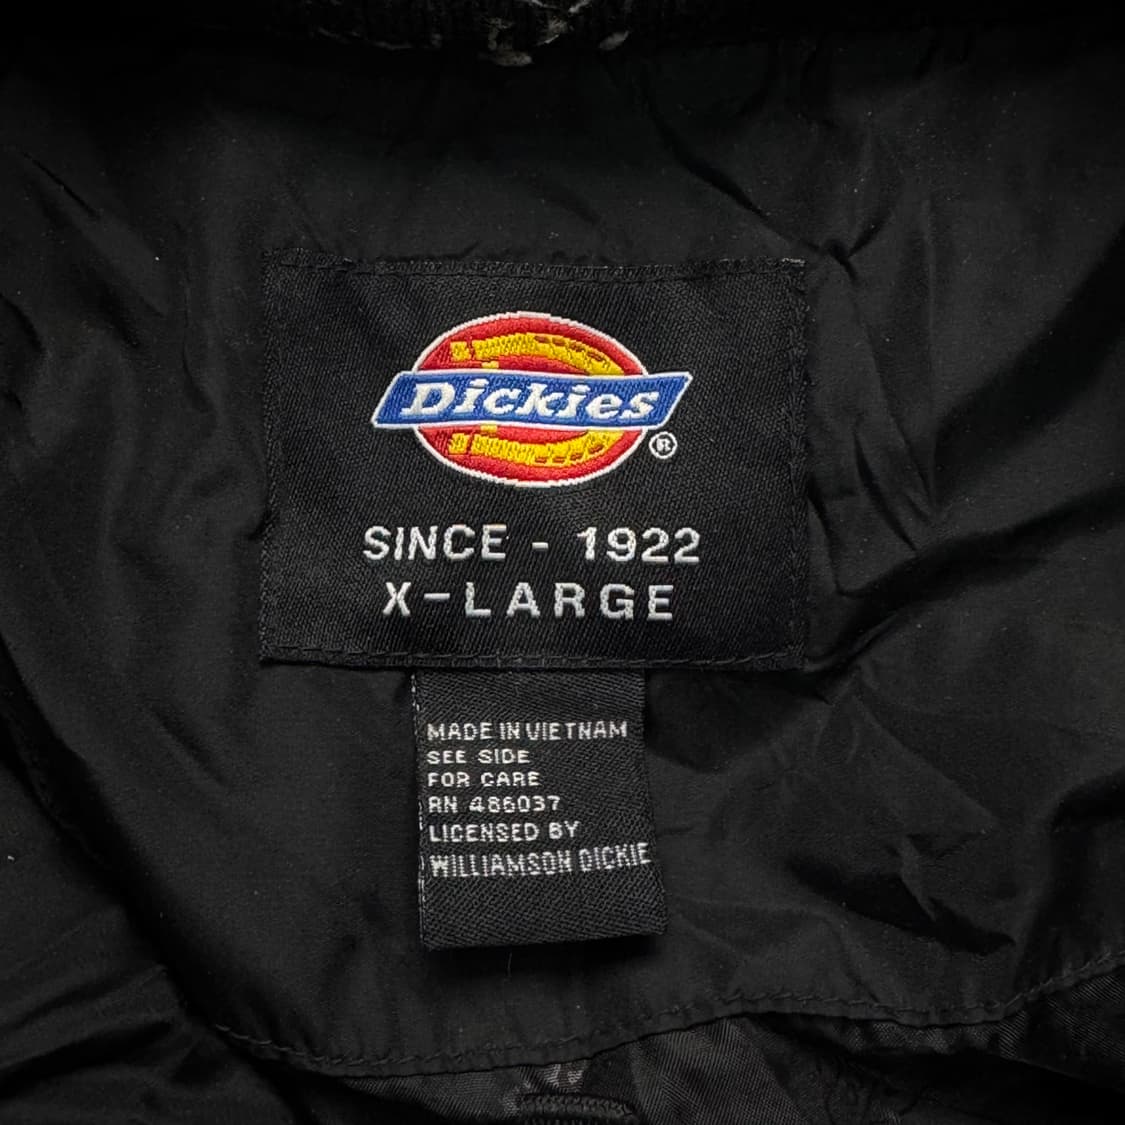 Dickies®
SINCE - 1922
X-LARGE
MADE IN VIETNAM
SEE SIDE
FOR CARE
RN 486037
LICENSED BY
WILLIAMSON DICKIE